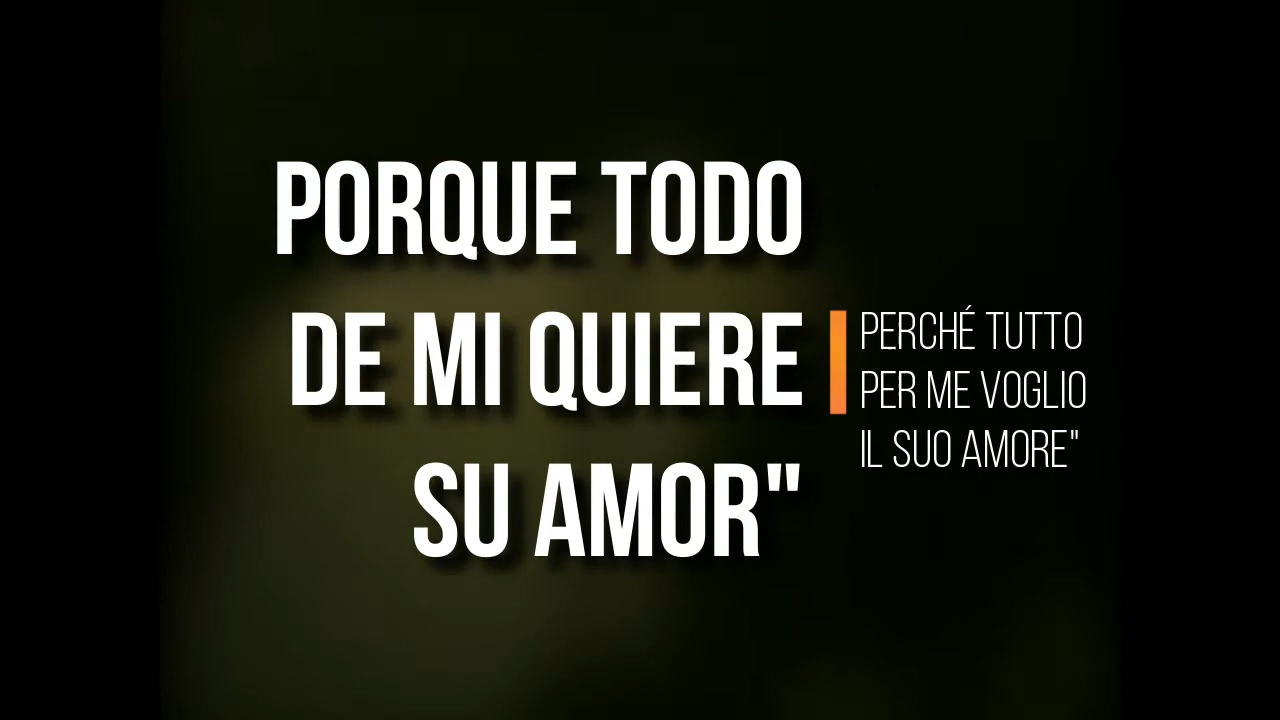 PORQUE TODO
DE MI QUIERE
SU AMOR"
PERCHÉ TUTTO
PER ME VOGLIO
IL SUO AMORE"